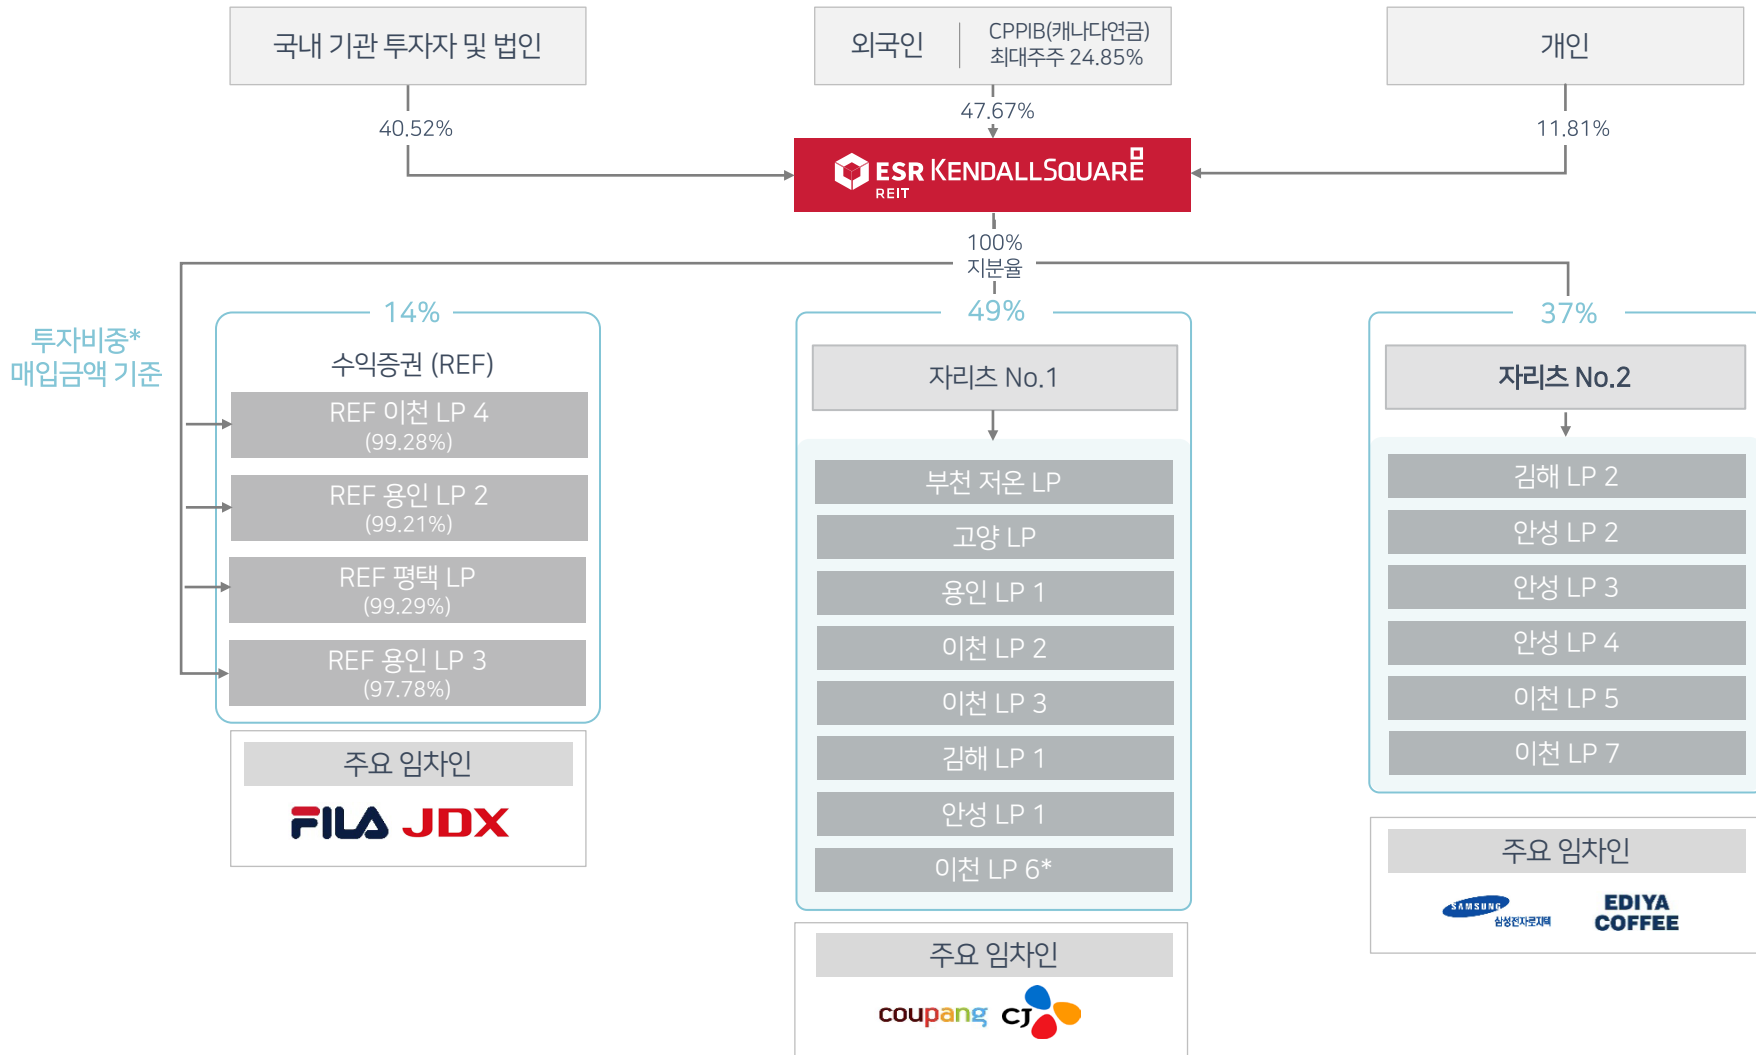 국내 기관 투자자 및 법인
외국인
CPPIB(캐나다연금)
최대주주 24.85%
개인
40.52%
47.67%
11.81%
ESR KENDALLSQUARE
REIT
100%
지분율
투자비중*
매입금액 기준
14%
수익증권 (REF)
REF 이천 LP 4
(99.28%)
REF 용인 LP 2
(99.21%)
REF 평택 LP
(99.29%)
REF 용인 LP 3
(97.78%)
주요 임차인
FILA JDX
49%
자리츠 No.1
부천 저온 LP
고양 LP
용인 LP 1
이천 LP 2
이천 LP 3
김해 LP 1
안성 LP 1
이천 LP 6*
주요 임차인
coupang CJ
37%
자리츠 No.2
김해 LP 2
안성 LP 2
안성 LP 3
안성 LP 4
이천 LP 5
이천 LP 7
주요 임차인
SAMSUNG
삼성전자로지텍
EDIYA
COFFEE